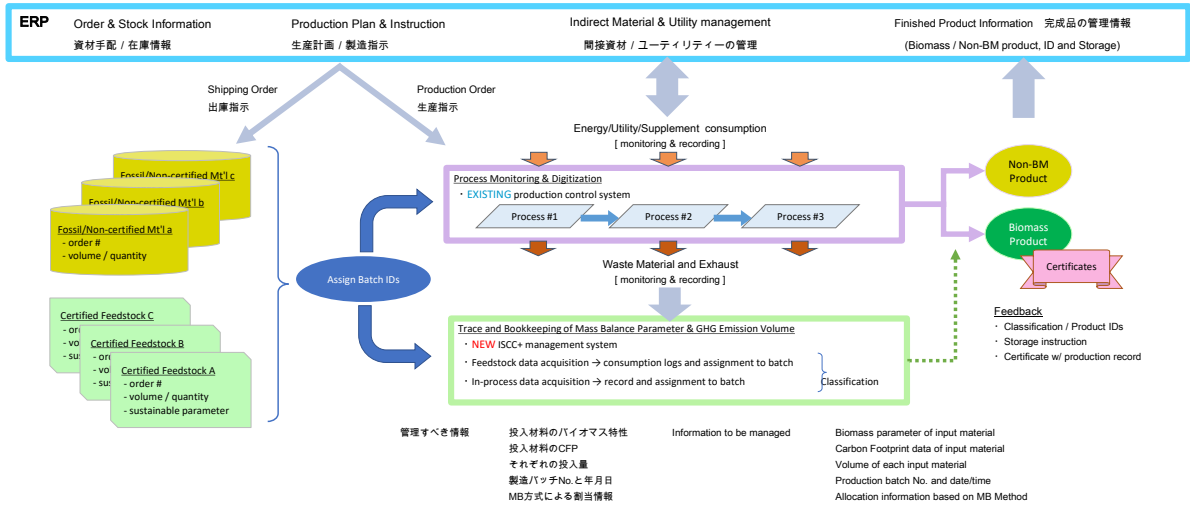 ERP
Order & Stock Information
資材手配 / 在庫情報
Production Plan & Instruction
生産計画 / 製造指示
Indirect Material & Utility management
間接資材 / ユーティリティーの管理
Finished Product Information 完成品の管理情報
(Biomass / Non-BM product, ID and Storage)
Shipping Order
出庫指示
Production Order
生産指示
Energy/Utility/Supplement consumption
[ monitoring & recording ]
Fossil/Non-certified Mt'l c
Fossil/Non-certified Mt'l b
Fossil/Non-certified Mt'l a
- order #
- volume / quantity
Certified Feedstock C
- or
- vo
- su
Certified Feedstock B
- or
- vo
- su
Certified Feedstock A
- order #
- volume / quantity
- sustainable parameter
Assign Batch IDs
Process Monitoring & Digitization
・EXISTING production control system
Process #1
Process #2
Process #3
Waste Material and Exhaust
[ monitoring & recording ]
Trace and Bookkeeping of Mass Balance Parameter & GHG Emission Volume
・NEW ISCC+ management system
・Feedstock data acquisition → consumption logs and assignment to batch
・In-process data acquisition → record and assignment to batch
Classification
Non-BM
Product
Biomass
Product
Certificates
Feedback
・Classification / Product IDs
・Storage instruction
・Certificate w/ production record
管理すべき情報
投入材料のバイオマス特性
投入材料のCFP
それぞれの投入量
製造バッチNo.と年月日
MB方式による割当情報
Information to be managed
Biomass parameter of input material
Carbon Footprint data of input material
Volume of each input material
Production batch No. and date/time
Allocation information based on MB Method